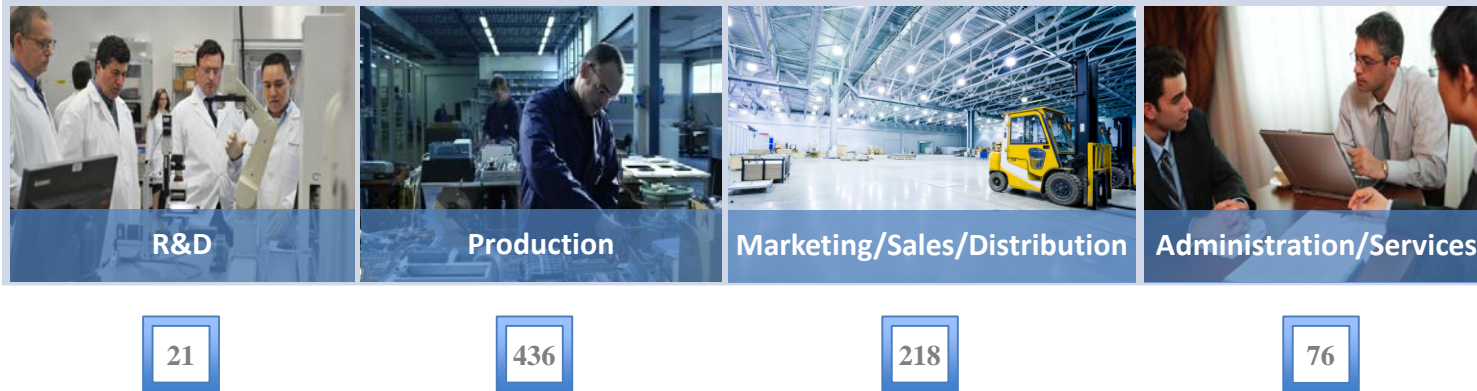 R&D
Production
Marketing/Sales/Distribution
Administration/Services
21
436
218
76